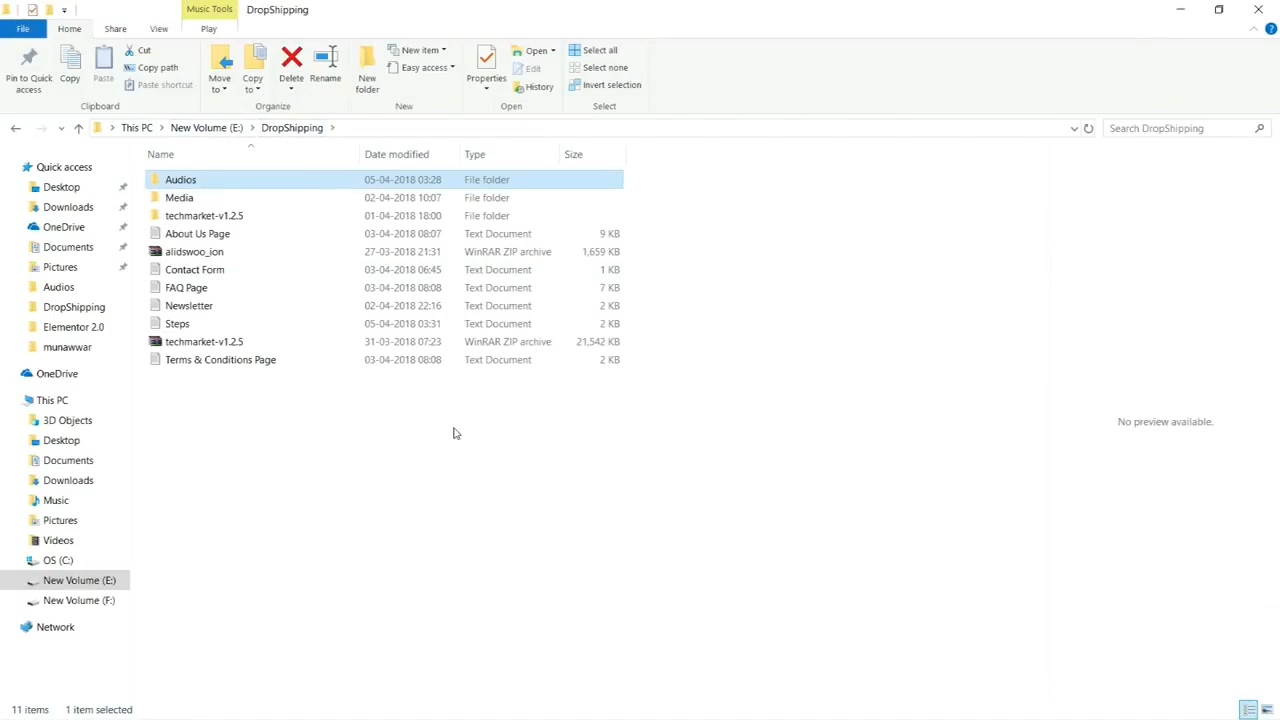 Music Tools
DropShipping
File
Home
Share
View
Play
Pin to Quick access
Copy
Paste
Cut
Copy path
Paste shortcut
Clipboard
Move to
Copy to
Delete
Rename
Organize
New folder
New item
Easy access
New
Properties
Open
Edit
History
Open
Select all
Select none
Invert selection
Select
This PC
New Volume (E:)
DropShipping
Search DropShipping
Name Date modified Type Size
Audios 05-04-2018 03:28 File folder
Media 02-04-2018 10:07 File folder
techmarket-v1.2.5 01-04-2018 18:00 File folder
About Us Page 03-04-2018 08:07 Text Document 9 KB
alidswoo_ion 27-03-2018 21:31 WinRAR ZIP archive 1,659 KB
Contact Form 03-04-2018 06:45 Text Document 1 KB
FAQ Page 03-04-2018 08:08 Text Document 7 KB
Newsletter 02-04-2018 22:16 Text Document 2 KB
Steps 05-04-2018 03:31 Text Document 2 KB
techmarket-v1.2.5 31-03-2018 07:23 WinRAR ZIP archive 21,542 KB
Terms & Conditions Page 03-04-2018 08:08 Text Document 2 KB
Quick access
Desktop
Downloads
OneDrive
Documents
Pictures
Audios
DropShipping
Elementor 2.0
munawwar
OneDrive
This PC
3D Objects
Desktop
Documents
Downloads
Music
Pictures
Videos
OS (C:)
New Volume (E:)
New Volume (F:)
Network
No preview available.
11 items
1 item selected